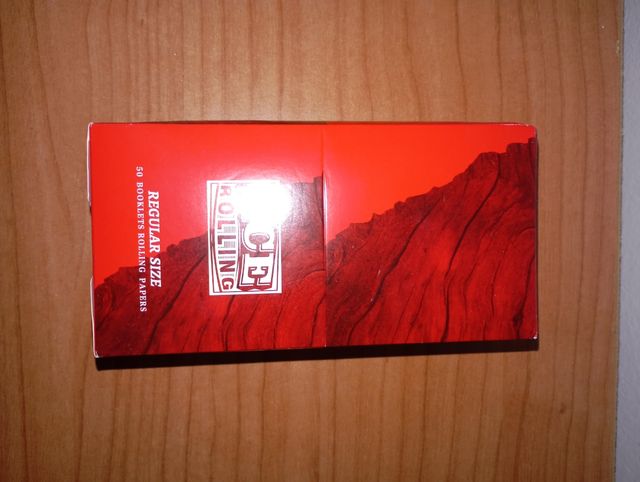 ROLLING
REGULAR SIZE
50 BOOKLETS ROLLING PAPERS